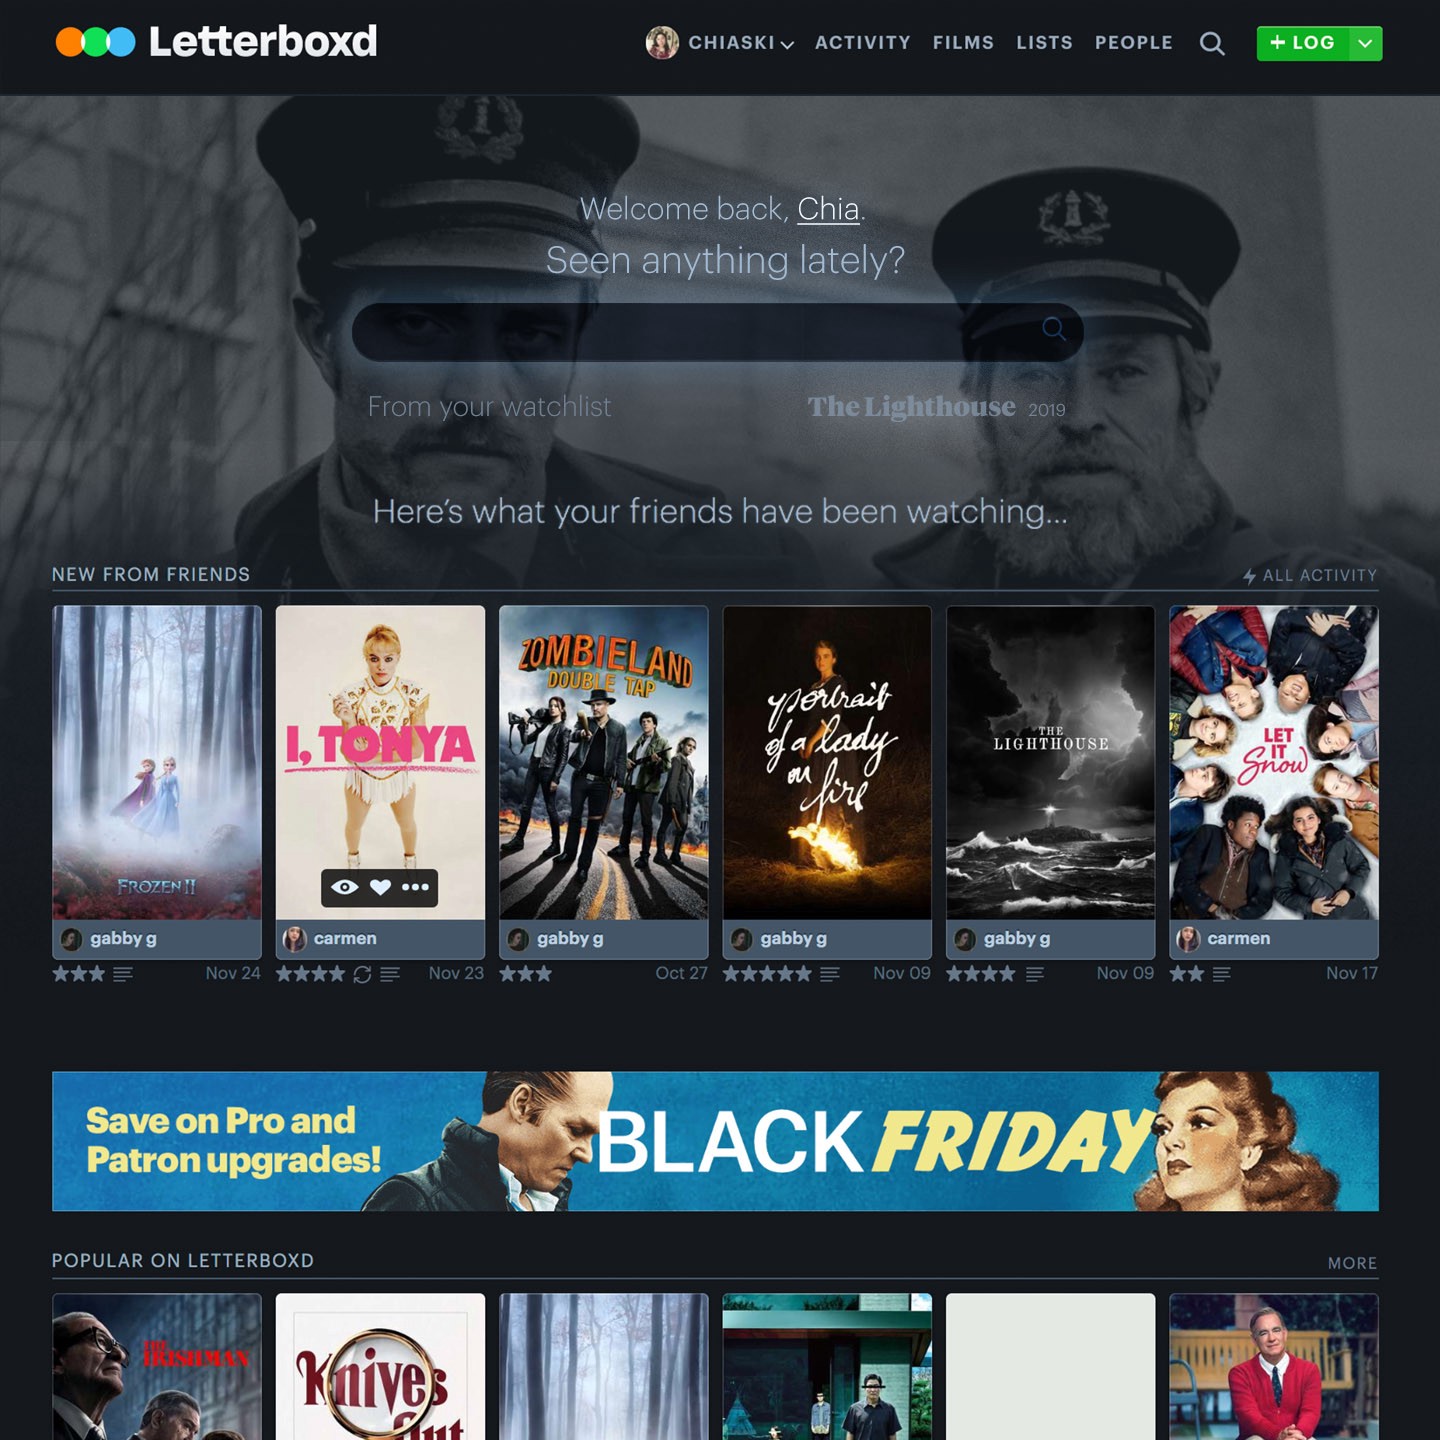 Letterboxd
CHIASKI ACTIVITY FILMS LISTS PEOPLE + LOG
Welcome back, Chia.
Seen anything lately?
From your watchlist The Lighthouse 2019
Here's what your friends have been watching...
NEW FROM FRIENDS ALL ACTIVITY
FROZEN II
I, TONYA
ZOMBIELAND
DOUBLE TAP
portrait
of a lady
on
fire
THE
LIGHTHOUSE
LET
IT
Snow
gabby g carmen gabby g gabby g gabby g carmen
Nov 24 Nov 23 Oct 27 Nov 09 Nov 09 Nov 17
Save on Pro and
Patron upgrades!
BLACK FRIDAY
POPULAR ON LETTERBOXD MORE
THE
IRISHMAN
Knives
Out